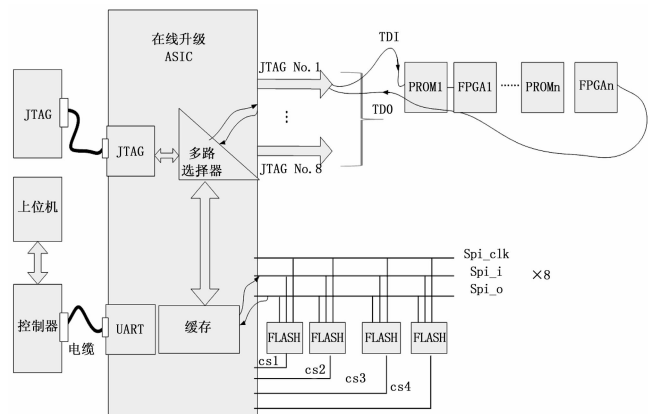 在线升级
ASIC
JTAG
JTAG
多路
选择器
JTAG No.1
⋮
JTAG No.8
TDI
TDO
PROM1
FPGA1
……
PROMn
FPGAn
上位机
控制器
电缆
UART
缓存
Spi_clk
Spi_i
Spi_o
×8
FLASH
FLASH
FLASH
FLASH
cs1
cs2
cs3
cs4